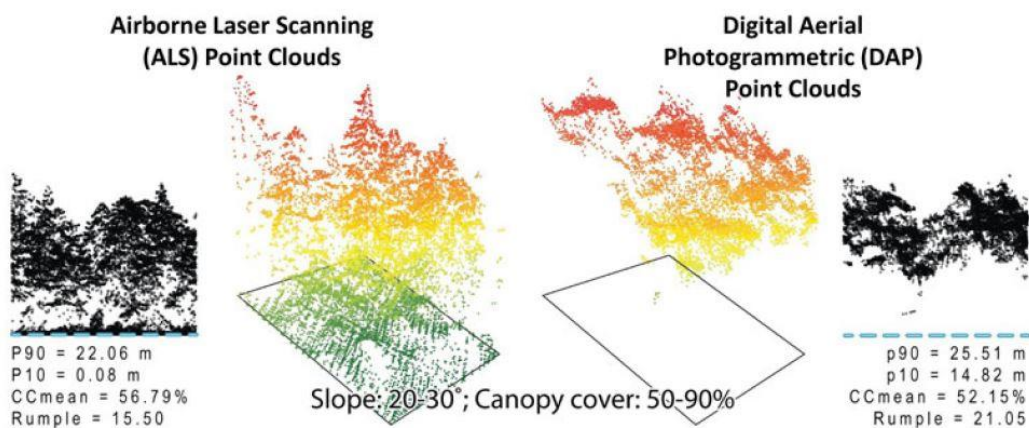 Airborne Laser Scanning
(ALS) Point Clouds
Digital Aerial
Photogrammetric (DAP)
Point Clouds
P90 = 22.06 m
P10 = 0.08 m
CCmean = 56.79%
Rumple = 15.50
Slope: 20-30°; Canopy cover: 50-90%
p90 = 25.51 m
p10 = 14.82 m
CCmean = 52.15%
Rumple = 21.05